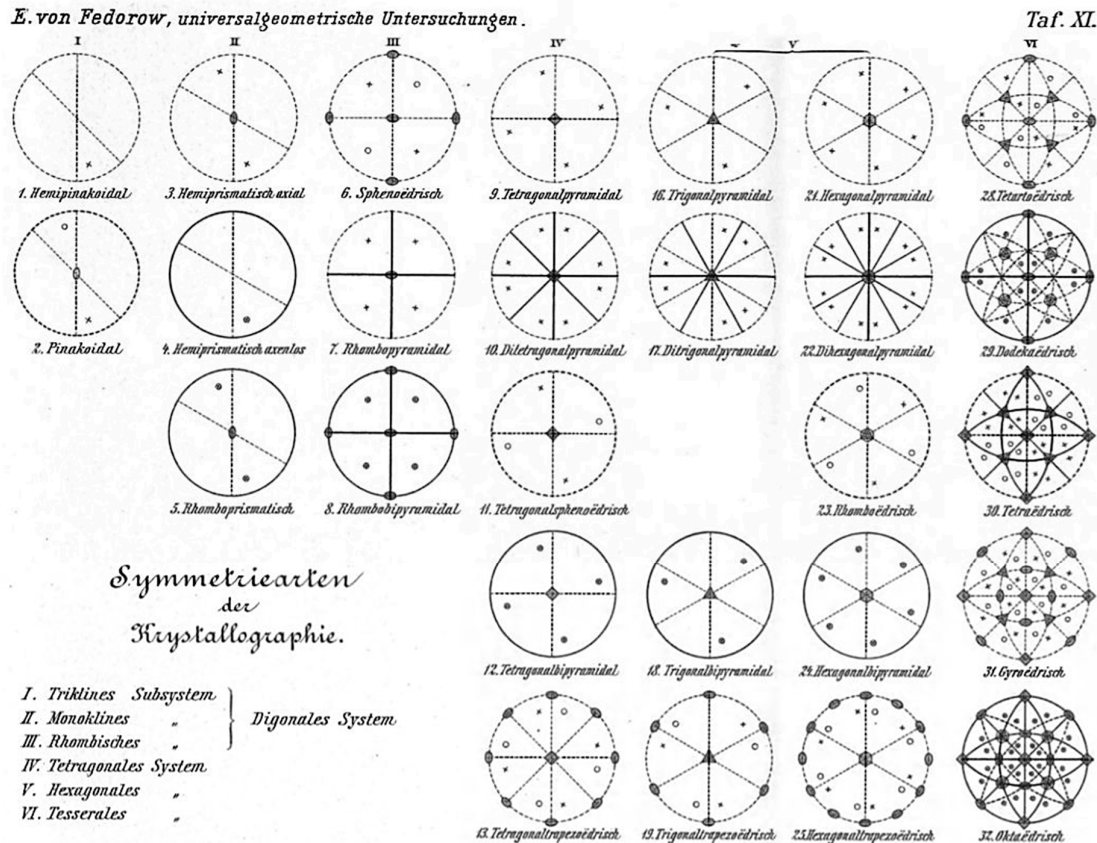 E. von Fedorow, universalgeometrische Untersuchungen.
Taf. XI.
I II III IV V VI
1. Hemipinakoidal 3. Hemiprismatisch axial 6. Sphenoëdrisch 9. Tetragonalpyramidal 16. Trigonalpyramidal 21. Hexagonalpyramidal 28. Tetartoëdrisch
2. Pinakoidal 4. Hemiprismatisch axenlos 7. Rhombopyramidal 10. Ditetragonalpyramidal 17. Ditrigonalpyramidal 22. Dihexagonalpyramidal 29. Dodekaëdrisch
5. Rhomboprismatisch 8. Rhombobipyramidal 11. Tetragonalsphenoëdrisch 23. Rhomboëdrisch 30. Tetraëdrisch
Symmetriearten
der
Krystallographie.
12. Tetragonalbipyramidal 18. Trigonalbipyramidal 24. Hexagonalbipyramidal 31. Gyroëdrisch
I. Triklines Subsystem
II. Monoklines „
III. Rhombisches „
Digonales System
IV. Tetragonales System
V. Hexagonales „
VI. Tesserales „
13. Tetragonaltrapezoëdrisch 19. Trigonaltrapezoëdrisch 25. Hexagonaltrapezoëdrisch 32. Oktaëdrisch